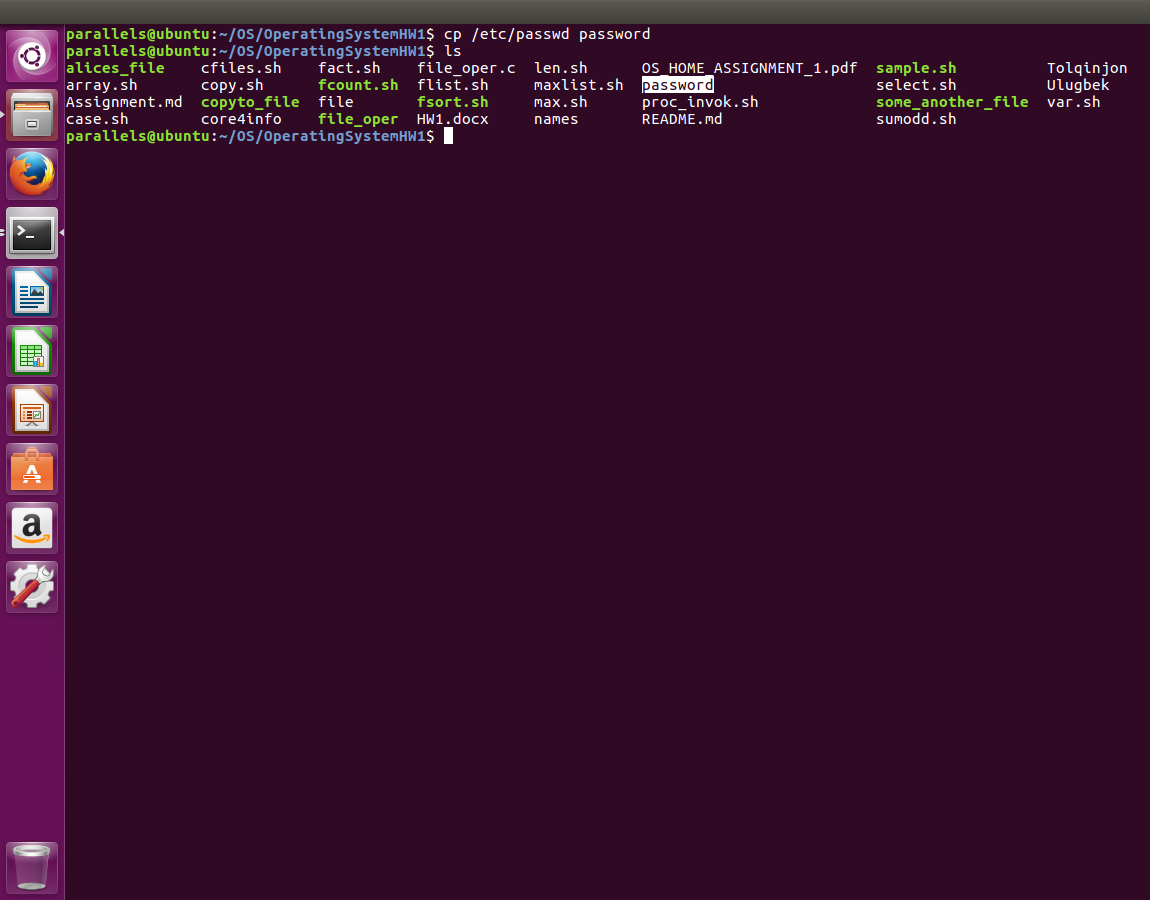 parallels@ubuntu:~/OS/OperatingSystemHW1$ cp /etc/passwd password
parallels@ubuntu:~/OS/OperatingSystemHW1$ ls
alices_file cfiles.sh fact.sh file_oper.c len.sh OS_HOME_ASSIGNMENT_1.pdf sample.sh Tolqinjon
array.sh copy.sh fcount.sh flist.sh maxlist.sh password select.sh Ulugbek
Assignment.md copyto_file file fsort.sh max.sh proc_invok.sh some_another_file var.sh
case.sh core4info file_oper HW1.docx names README.md sumodd.sh
parallels@ubuntu:~/OS/OperatingSystemHW1$